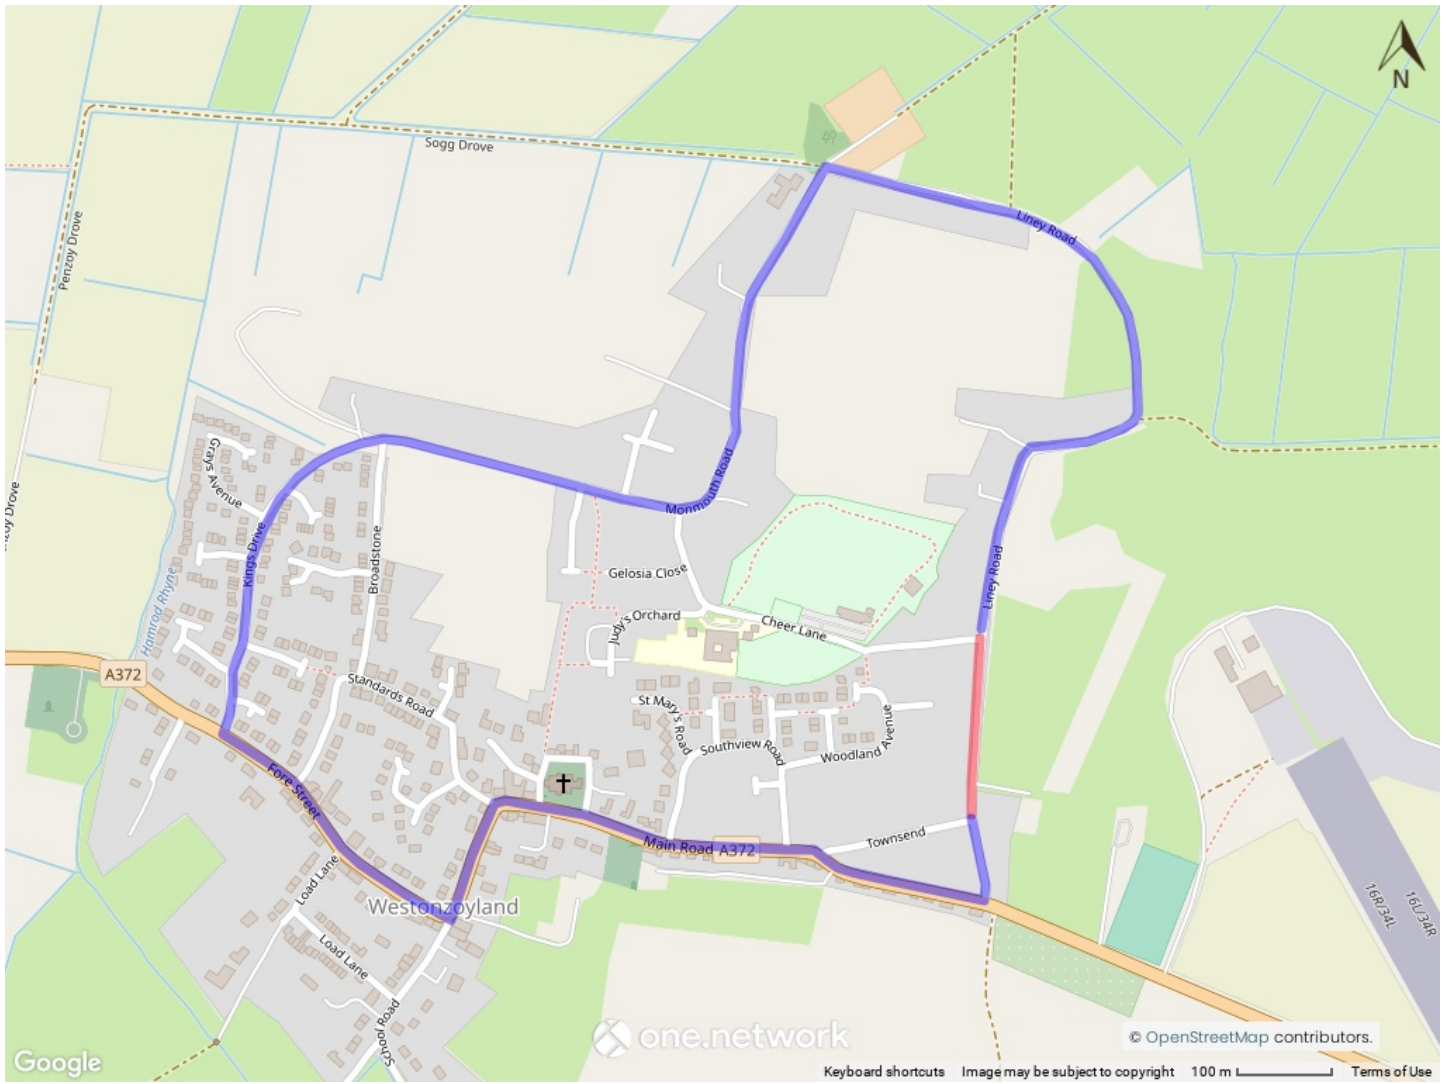 N
Sogg Drove
Penzoy Drove
Liney Road
Grays Avenue
Monmouth Road
Kings Drive
Broadstone
Liney Road
Gelosia Close
Hamrod Rhyne
Judy's Orchard
Cheer Lane
A372
Standards Road
St Mary's Road
Southview Road
Woodland Avenue
Fore Street
Main Road
A372
Townsend
Load Lane
Westonzoyland
16R/34L
16L/34R
Load Lane
School Road
one.network
© OpenStreetMap contributors.
Google
Keyboard shortcuts
Image may be subject to copyright
100 m
Terms of Use